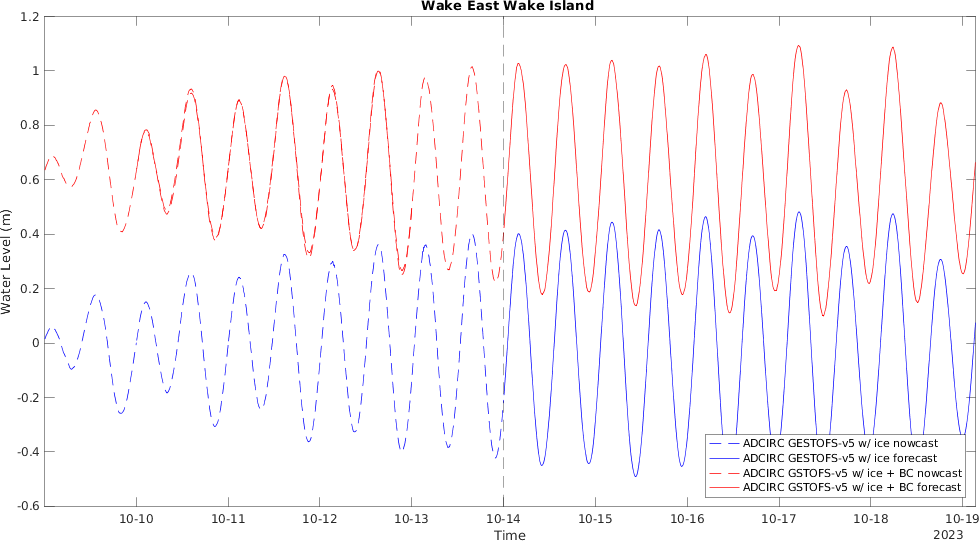 Wake East Wake Island
1.2
1
0.8
0.6
0.4
0.2
0
-0.2
-0.4
-0.6
Water Level (m)
ADCIRC GESTOFS-v5 w/ ice nowcast
ADCIRC GESTOFS-v5 w/ ice forecast
ADCIRC GSTOFS-v5 w/ ice + BC nowcast
ADCIRC GSTOFS-v5 w/ ice + BC forecast
10-10 10-11 10-12 10-13 10-14 10-15 10-16 10-17 10-18 10-19
Time
2023